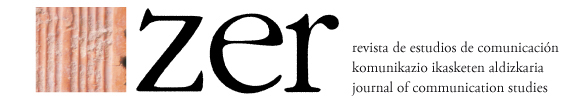 zer
revista de estudios de comunicación
komunikazio ikasketen aldizkaria
journal of communication studies